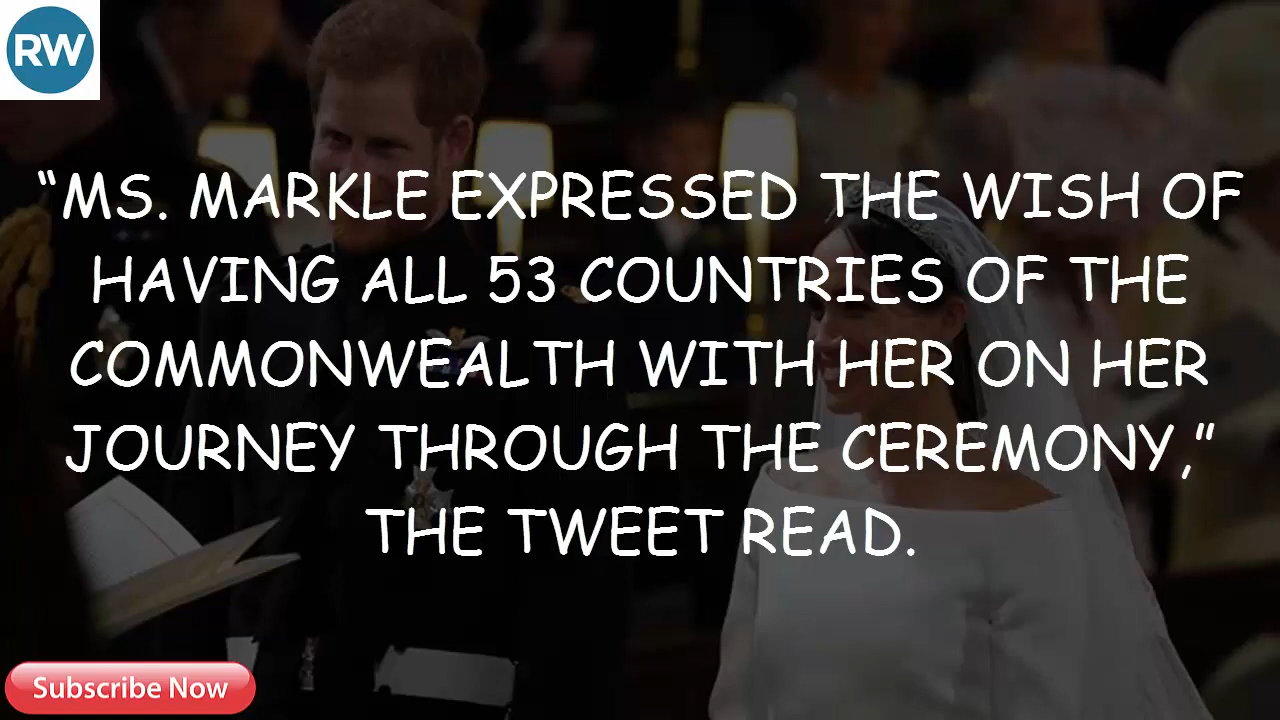 RW
“MS. MARKLE EXPRESSED THE WISH OF
HAVING ALL 53 COUNTRIES OF THE
COMMONWEALTH WITH HER ON HER
JOURNEY THROUGH THE CEREMONY,”
THE TWEET READ.
Subscribe Now